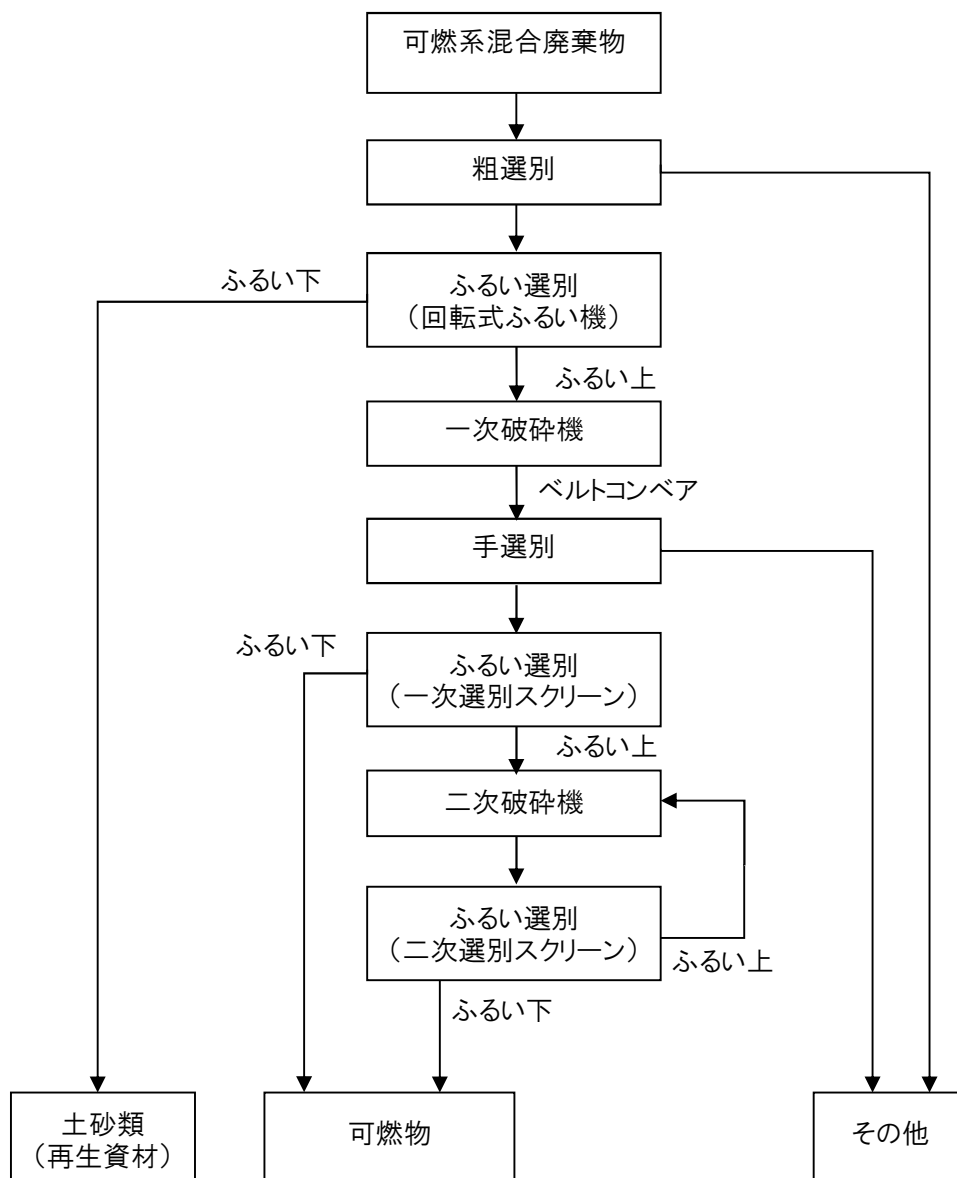 可燃系混合廃棄物
粗選別
ふるい下
ふるい選別
（回転式ふるい機）
ふるい上
一次破砕機
ベルトコンベア
手選別
ふるい下
ふるい選別
（一次選別スクリーン）
ふるい上
二次破砕機
ふるい選別
（二次選別スクリーン）
ふるい上
ふるい下
土砂類
（再生資材）
可燃物
その他